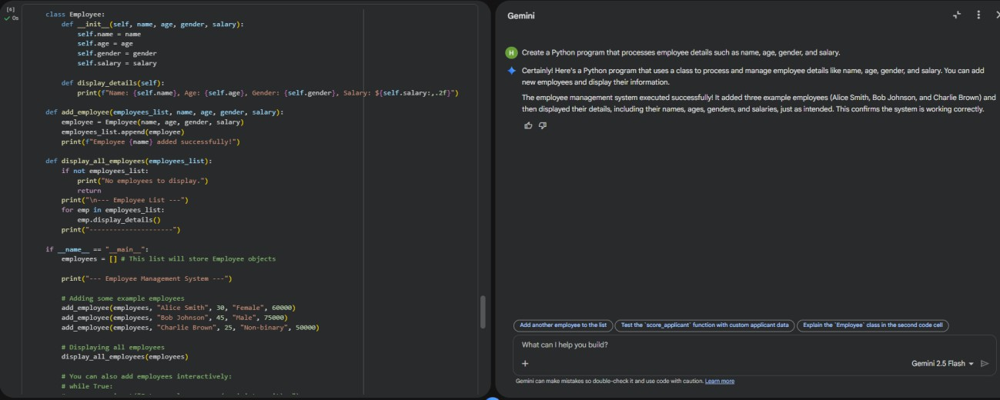 [6]
0s
class Employee:
    def __init__(self, name, age, gender, salary):
        self.name = name
        self.age = age
        self.gender = gender
        self.salary = salary

    def display_details(self):
        print(f"Name: {self.name}, Age: {self.age}, Gender: {self.gender}, Salary: ${self.salary:,.2f}")

def add_employee(employees_list, name, age, gender, salary):
    employee = Employee(name, age, gender, salary)
    employees_list.append(employee)
    print(f"Employee {name} added successfully!")

def display_all_employees(employees_list):
    if not employees_list:
        print("No employees to display.")
        return
    print("\n--- Employee List ---")
    for emp in employees_list:
        emp.display_details()
    print("---------------------")

if __name__ == "__main__":
    employees = [] # This list will store Employee objects

    print("--- Employee Management System ---")

    # Adding some example employees
    add_employee(employees, "Alice Smith", 30, "Female", 60000)
    add_employee(employees, "Bob Johnson", 45, "Male", 75000)
    add_employee(employees, "Charlie Brown", 25, "Non-binary", 50000)

    # Displaying all employees
    display_all_employees(employees)

    # You can also add employees interactively:
    # while True:
Gemini
H
Create a Python program that processes employee details such as name, age, gender, and salary.
Certainly! Here's a Python program that uses a class to process and manage employee details like name, age, gender, and salary. You can add
new employees and display their information.
The employee management system executed successfully! It added three example employees (Alice Smith, Bob Johnson, and Charlie Brown) and
then displayed their details, including their names, ages, genders, and salaries, just as intended. This confirms the system is working correctly.
Add another employee to the list
Test the `score_applicant` function with custom applicant data
Explain the `Employee` class in the second code cell
What can I help you build?
Gemini 2.5 Flash
Gemini can make mistakes so double-check it and use code with caution. Learn more